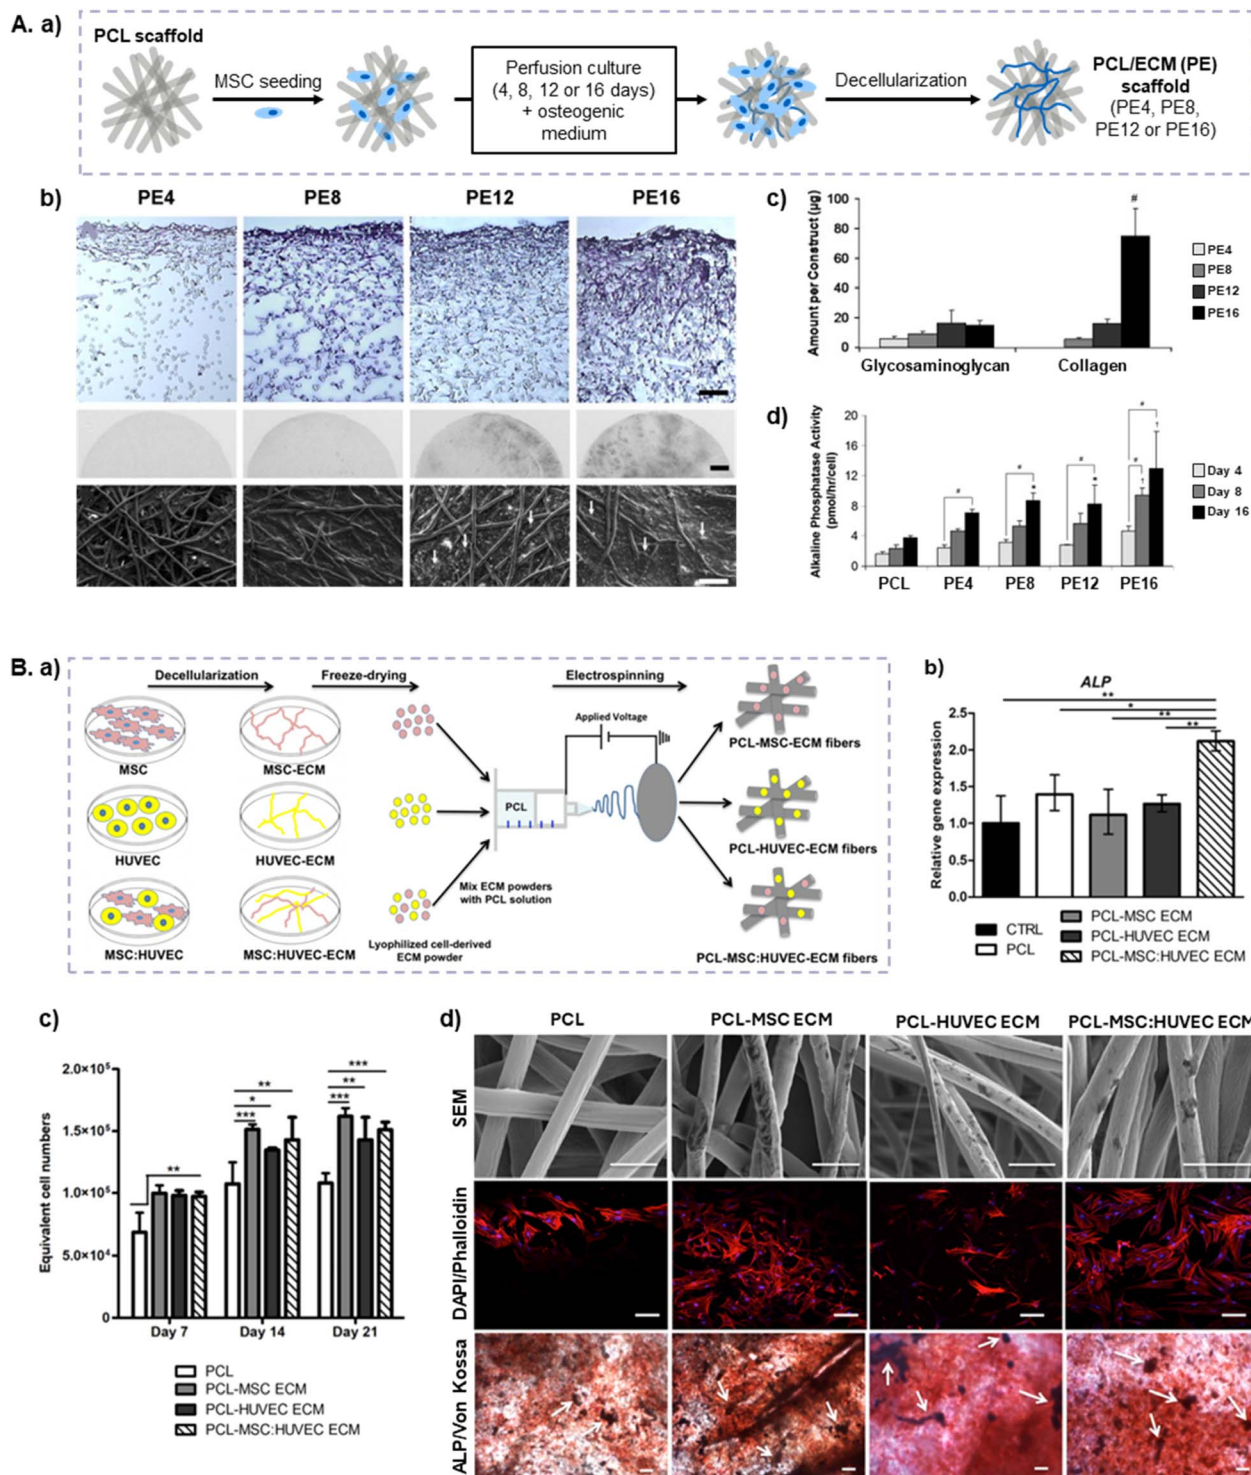 A. a)
PCL scaffold
MSC seeding
Perfusion culture
(4, 8, 12 or 16 days)
+ osteogenic
medium
Decellularization
PCL/ECM (PE)
scaffold
(PE4, PE8,
PE12 or PE16)
b)
PE4 PE8 PE12 PE16
c)
Amount per Construct (µg)
100
80
60
40
20
0
#
Glycosaminoglycan Collagen
PE4
PE8
PE12
PE16
d)
Alkaline Phosphatase Activity
(pmol/hr/cell)
20
16
12
8
4
0
# # * # * # # † †
PCL PE4 PE8 PE12 PE16
Day 4
Day 8
Day 16
B. a)
Decellularization Freeze-drying Electrospinning
Applied Voltage
MSC MSC-ECM
PCL
PCL-MSC-ECM fibers
HUVEC HUVEC-ECM
PCL-HUVEC-ECM fibers
Mix ECM powders
with PCL solution
MSC:HUVEC MSC:HUVEC-ECM
Lyophilized cell-derived
ECM powder
PCL-MSC:HUVEC-ECM fibers
b)
ALP
**
*
**
**
Relative gene expression
2.5
2.0
1.5
1.0
0.5
0.0
CTRL
PCL
PCL-MSC ECM
PCL-HUVEC ECM
PCL-MSC:HUVEC ECM
c)
Equivalent cell numbers
2.0×10⁵
1.5×10⁵
1.0×10⁵
5.0×10⁴
0
**
**
*
***
***
**
***
Day 7 Day 14 Day 21
PCL
PCL-MSC ECM
PCL-HUVEC ECM
PCL-MSC:HUVEC ECM
d)
PCL PCL-MSC ECM PCL-HUVEC ECM PCL-MSC:HUVEC ECM
SEM
DAPI/Phalloidin
ALP/Von Kossa